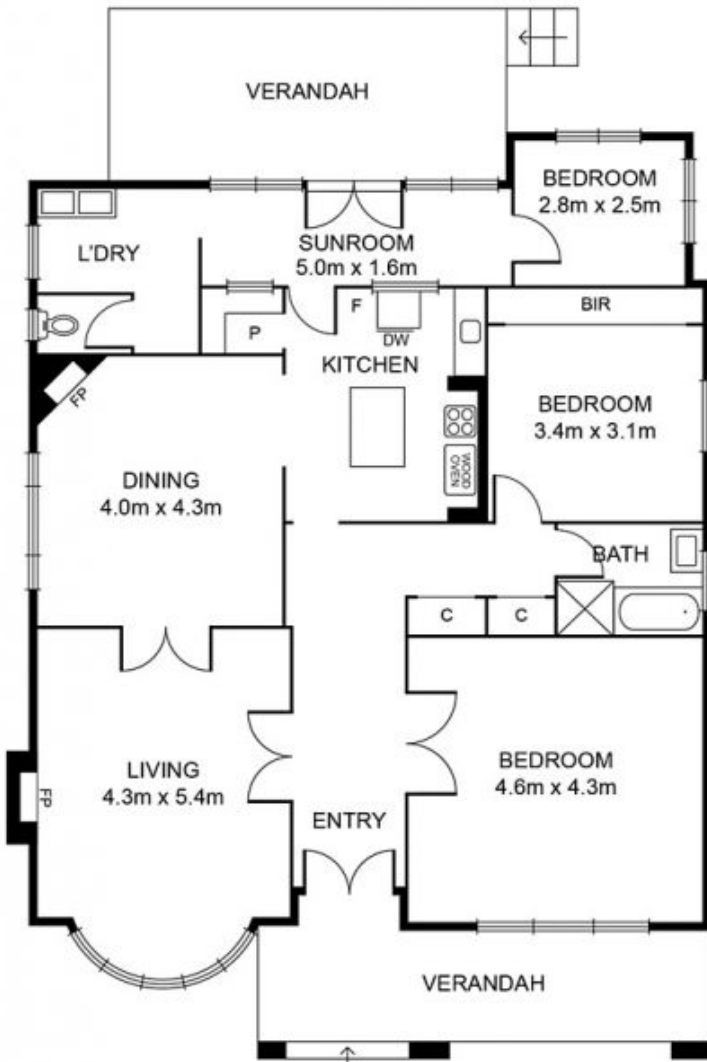 VERANDAH
BEDROOM
2.8m x 2.5m
L'DRY
SUNROOM
5.0m x 1.6m
BIR
P
F
DW
KITCHEN
FP
BEDROOM
3.4m x 3.1m
WOOD
OVEN
DINING
4.0m x 4.3m
BATH
C
C
LIVING
4.3m x 5.4m
FP
BEDROOM
4.6m x 4.3m
ENTRY
VERANDAH